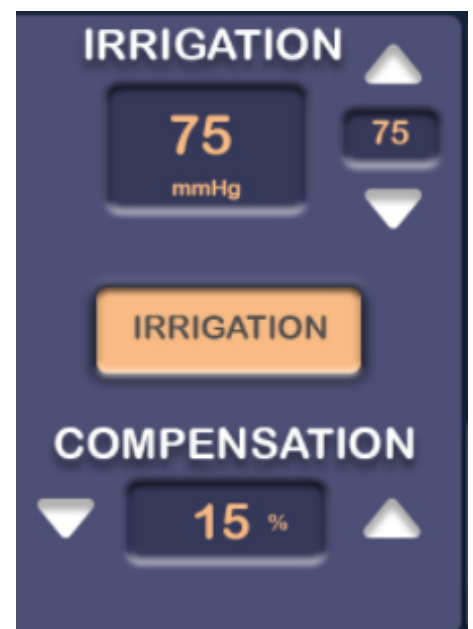 IRRIGATION
75
mmHg
75
IRRIGATION
COMPENSATION
15 %